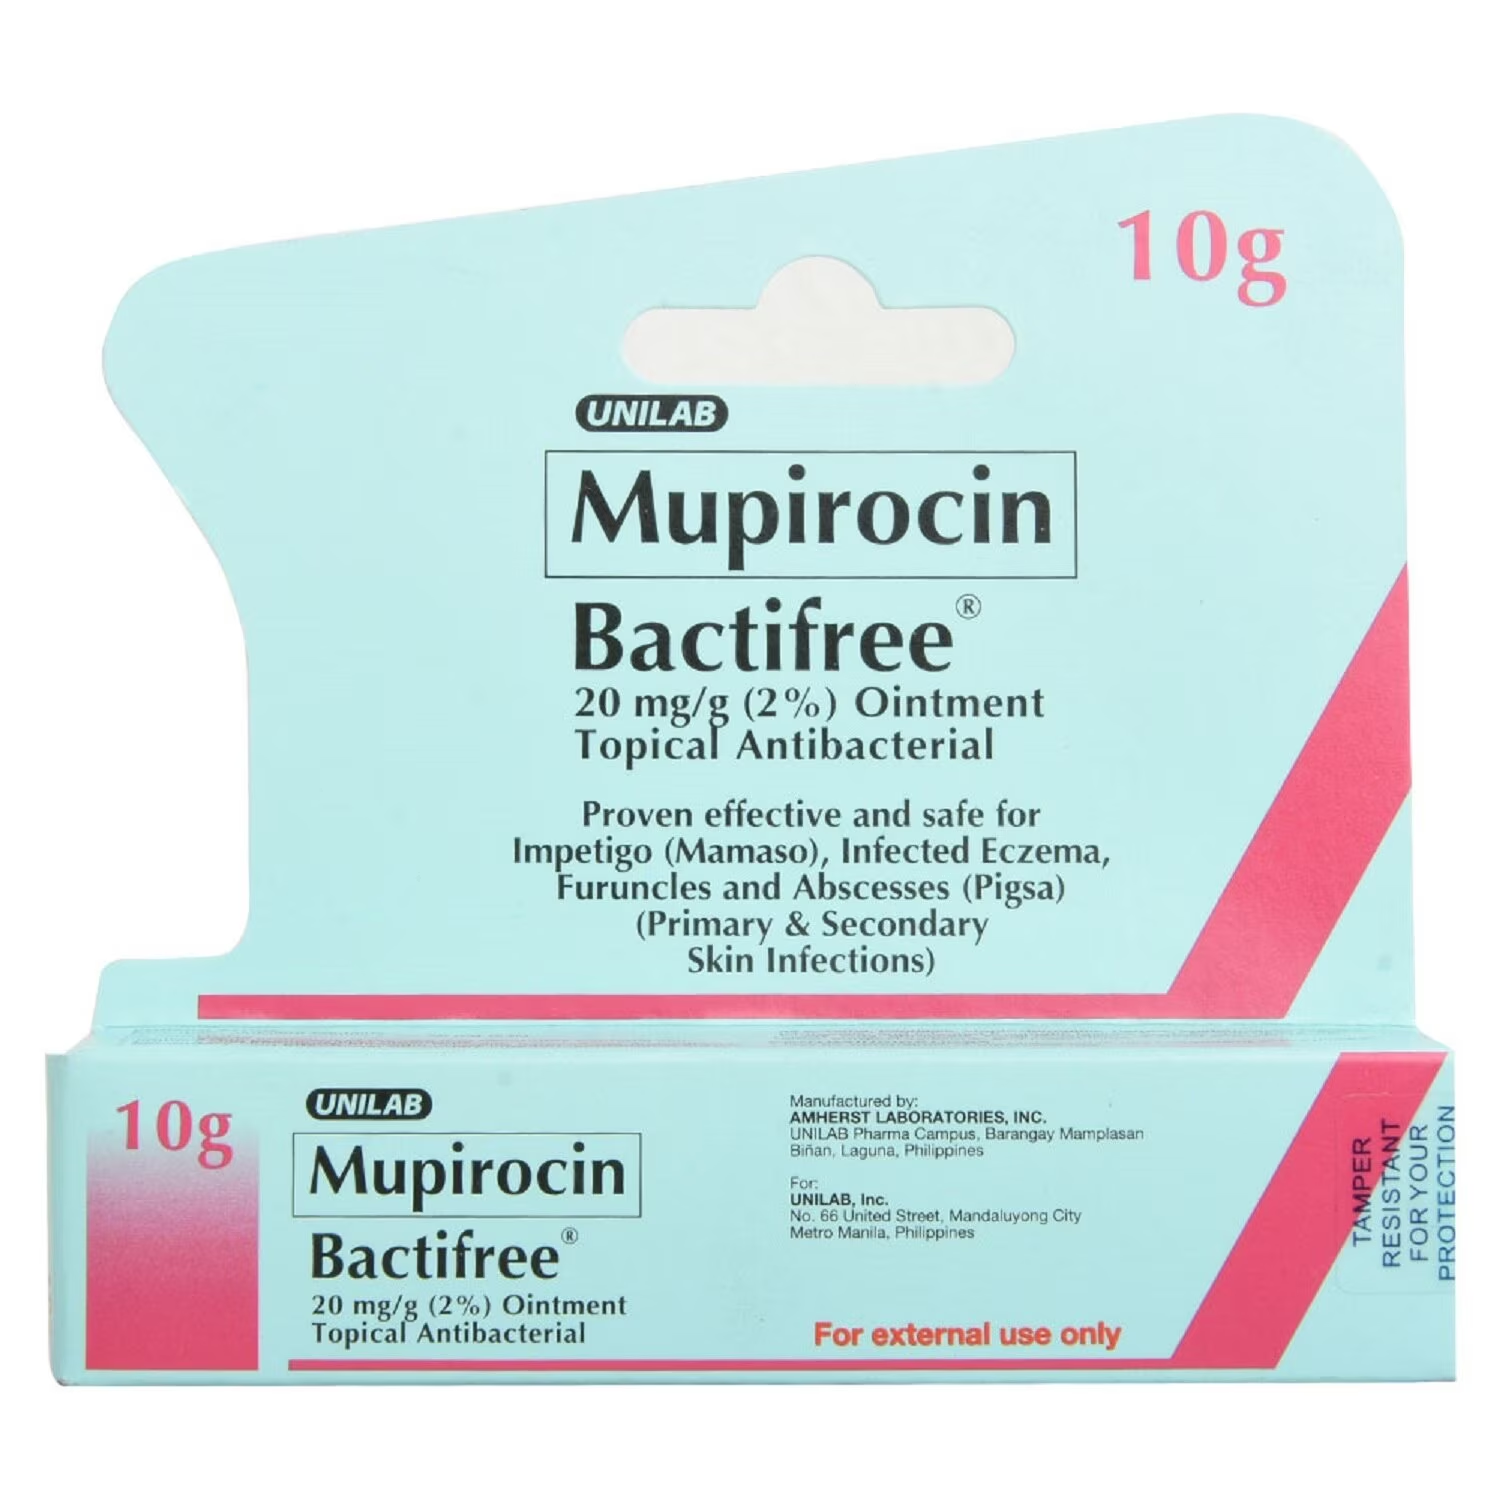 10g
UNILAB
Mupirocin
Bactifree®
20 mg/g (2%) Ointment
Topical Antibacterial
Proven effective and safe for
Impetigo (Mamaso), Infected Eczema,
Furuncles and Abscesses (Pigsa)
(Primary & Secondary
Skin Infections)
10g
UNILAB
Mupirocin
Bactifree®
20 mg/g (2%) Ointment
Topical Antibacterial
Manufactured by:
AMHERST LABORATORIES, INC.
UNILAB Pharma Campus, Barangay Mamplasan
Biñan, Laguna, Philippines
For:
UNILAB, Inc.
No. 66 United Street, Mandaluyong City
Metro Manila, Philippines
For external use only
TAMPER
RESISTANT
FOR YOUR
PROTECTION